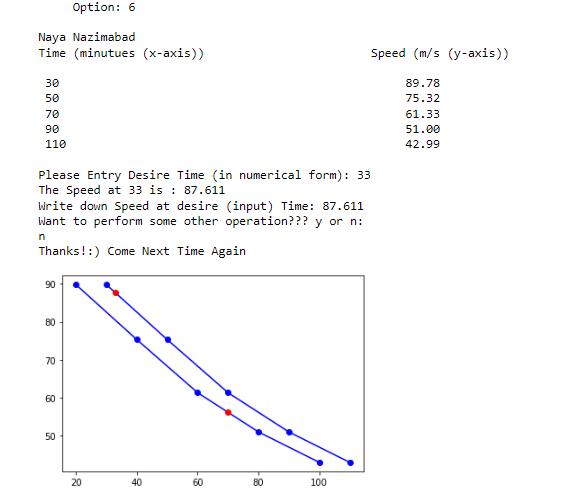 Option: 6
Naya Nazimabad
Time (minutues (x-axis)) Speed (m/s (y-axis))
30 89.78
50 75.32
70 61.33
90 51.00
110 42.99
Please Entry Desire Time (in numerical form): 33
The Speed at 33 is : 87.611
Write down Speed at desire (input) Time: 87.611
Want to perform some other operation??? y or n:
n
Thanks!:) Come Next Time Again
90
80
70
60
50
20 40 60 80 100